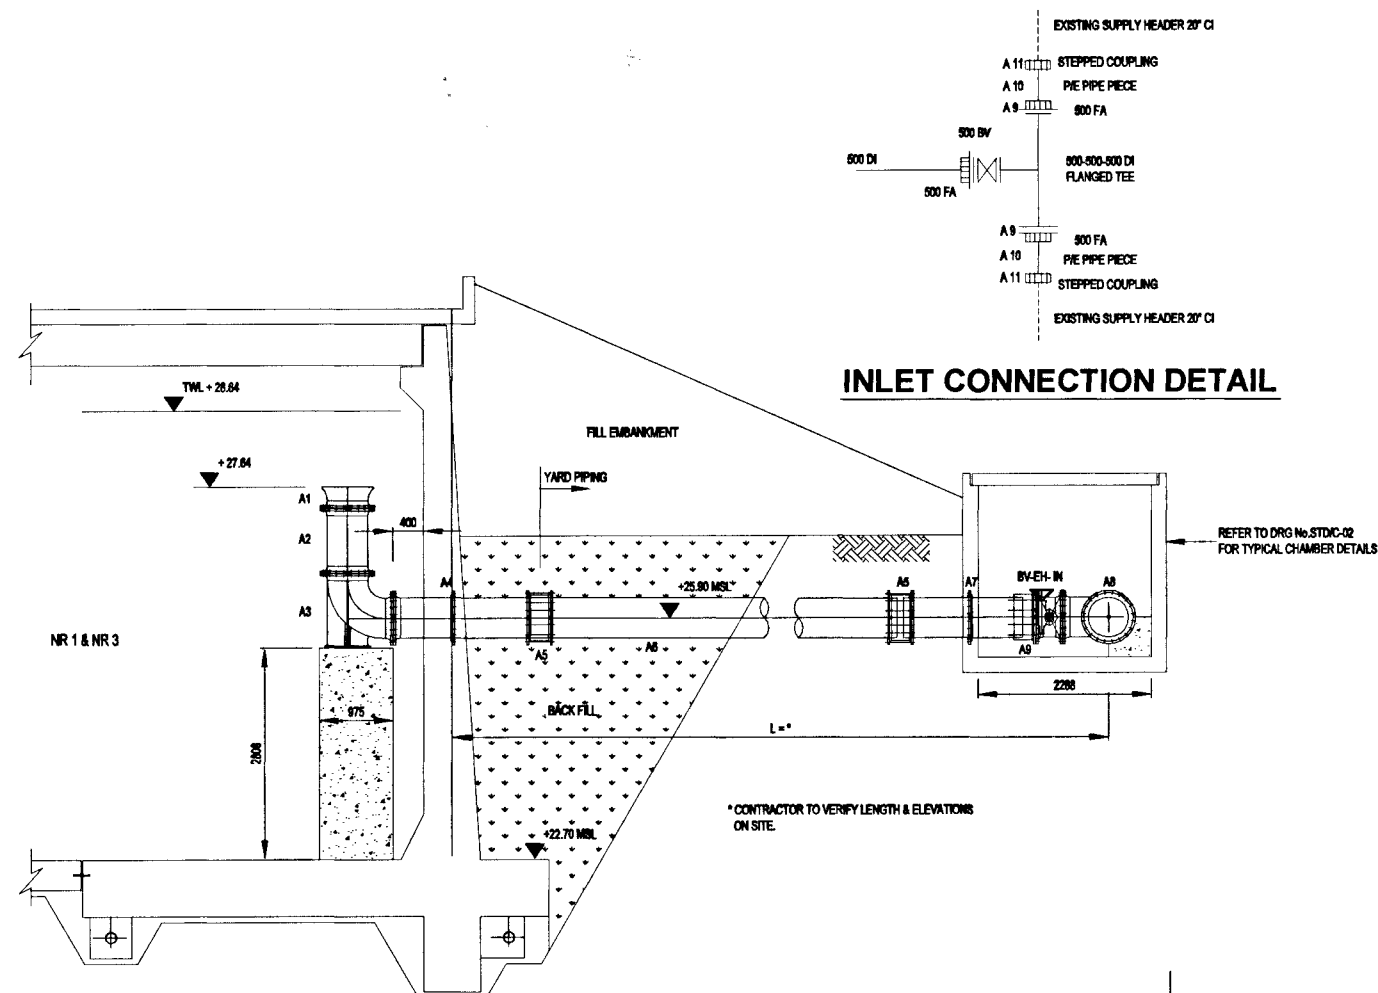 EXISTING SUPPLY HEADER 20" CI
A 11
STEPPED COUPLING
A 10
P/E PIPE PIECE
A 9
500 FA
500 BV
500 DI
500-500-500 DI
FLANGED TEE
500 FA
A 9
500 FA
A 10
P/E PIPE PIECE
A 11
STEPPED COUPLING
EXISTING SUPPLY HEADER 20" CI
INLET CONNECTION DETAIL
TWL + 28.64
FILL EMBANKMENT
+ 27.64
YARD PIPING
A1
400
A2
REFER TO DRG No.STD/C-02
FOR TYPICAL CHAMBER DETAILS
A4
+25.90 MSL
A5
A7
BV-EH- IN
A8
A3
NR 1 & NR 3
A5
A6
A9
2288
975
BACK FILL
L = *
2808
* CONTRACTOR TO VERIFY LENGTH & ELEVATIONS
ON SITE.
+22.70 MSL